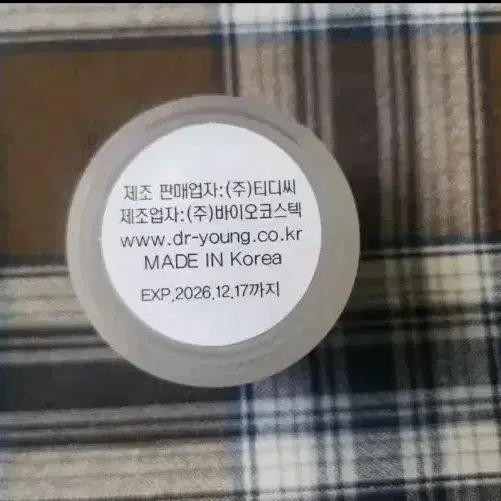 제조 판매업자:(주)티디씨
제조업자:(주)바이오코스텍
www.dr-young.co.kr
MADE IN Korea
EXP.2026.12.17까지